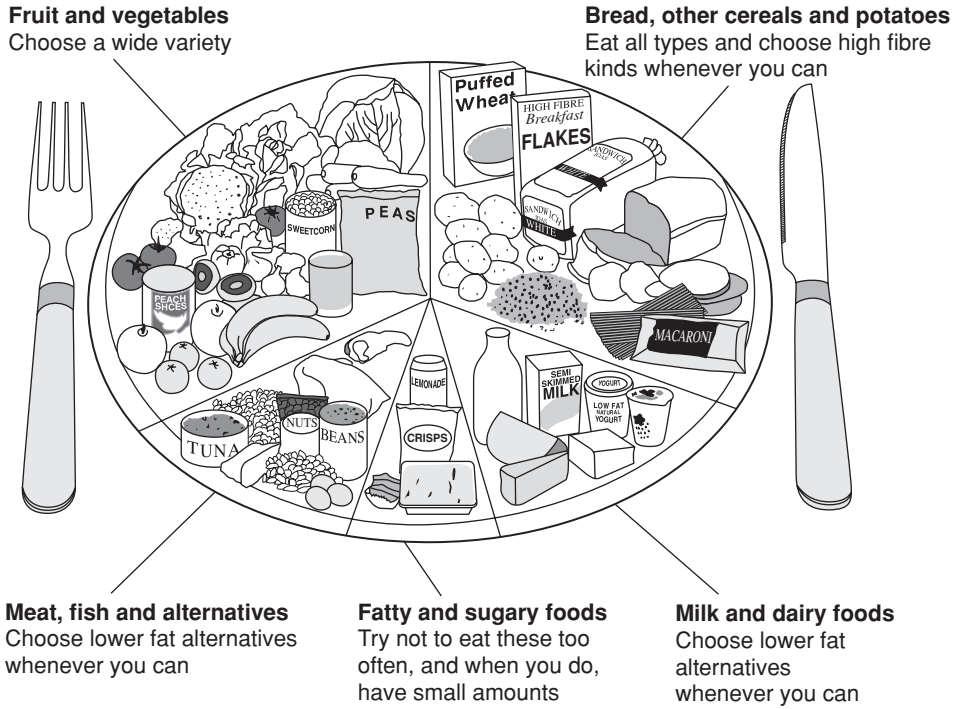 Fruit and vegetables
Choose a wide variety
Bread, other cereals and potatoes
Eat all types and choose high fibre
kinds whenever you can
Puffed
Wheat
HIGH FIBRE
Breakfast
FLAKES
SANDWICH
SANDWICH
WHITE
PEAS
SWEETCORN
PEACH
MACARONI
LEMONADE
SEMI
SKIMMED
MILK
YOGURT
LOW FAT
NATURAL
YOGURT
NUTS
BEANS
TUNA
CRISPS
Meat, fish and alternatives
Choose lower fat alternatives
whenever you can
Fatty and sugary foods
Try not to eat these too
often, and when you do,
have small amounts
Milk and dairy foods
Choose lower fat
alternatives
whenever you can